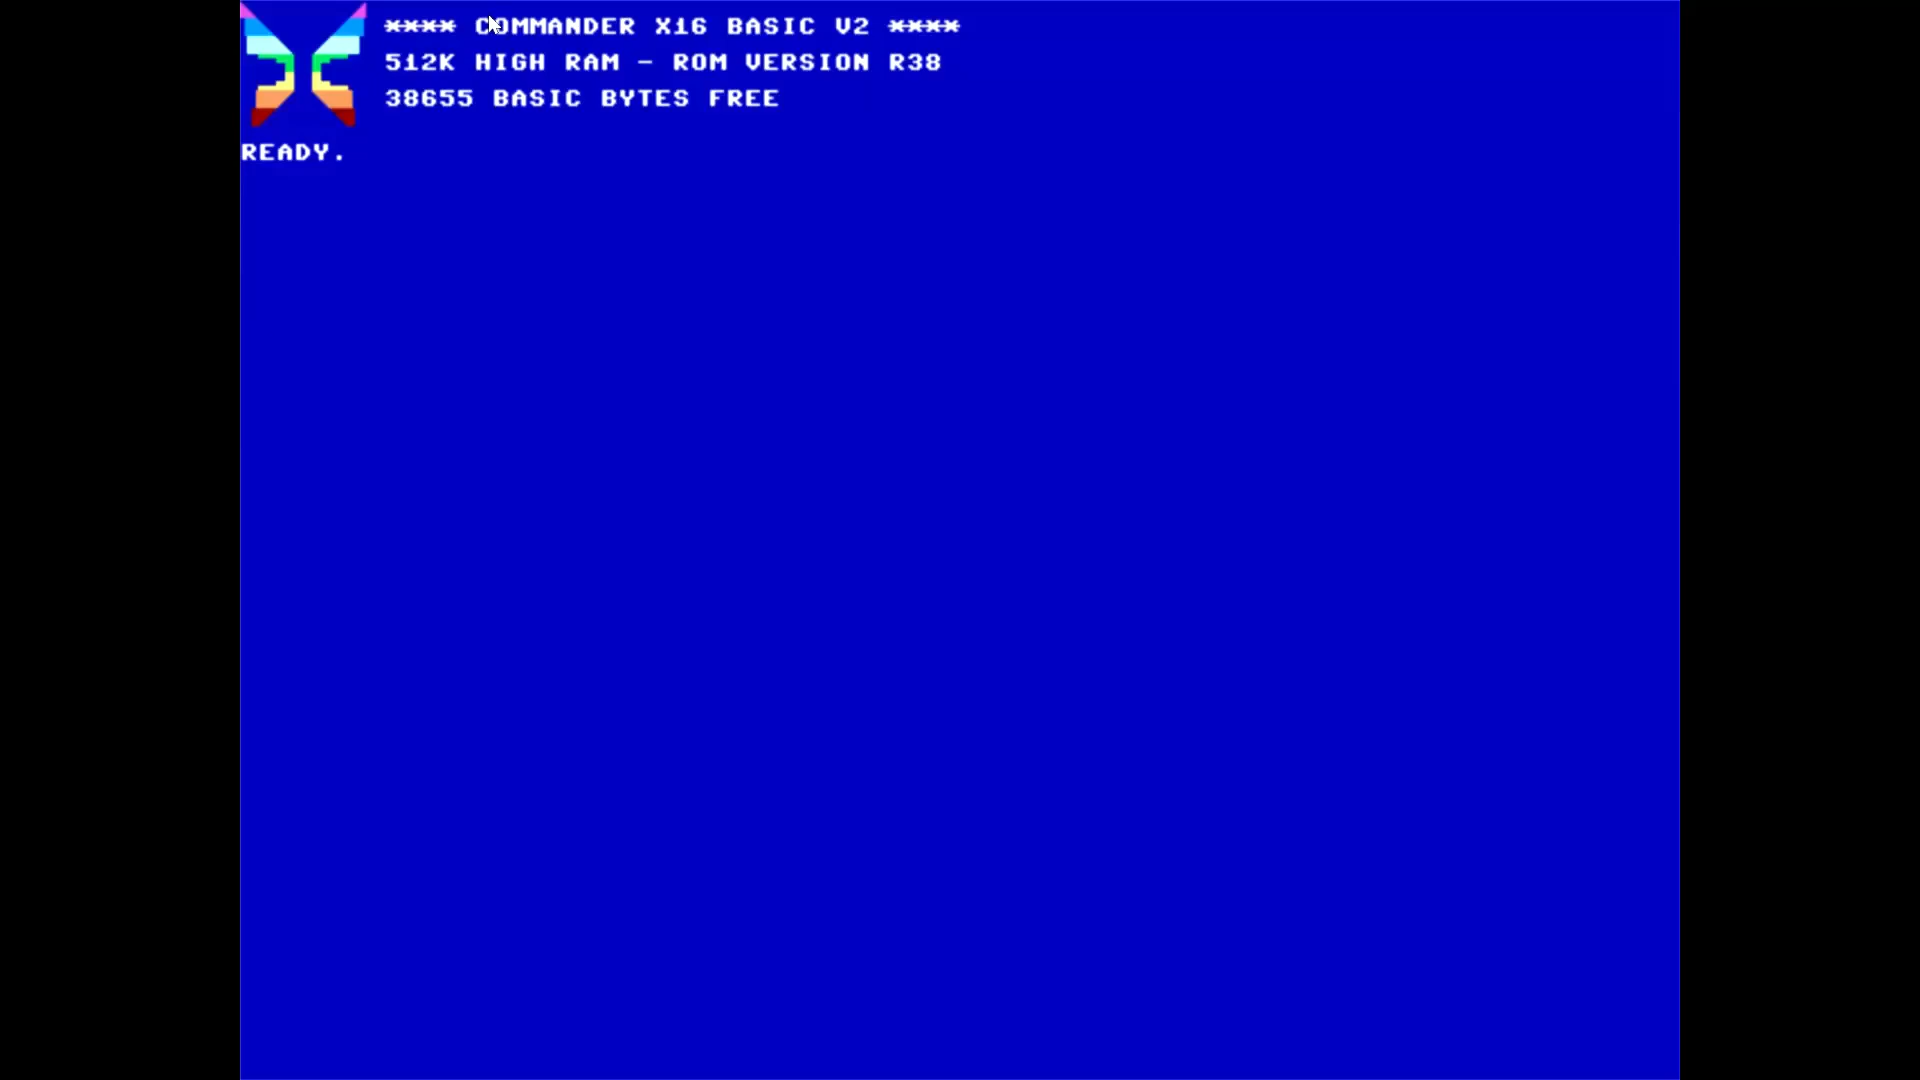 **** COMMANDER X16 BASIC V2 ****
512K HIGH RAM - ROM VERSION R38
38655 BASIC BYTES FREE
READY.